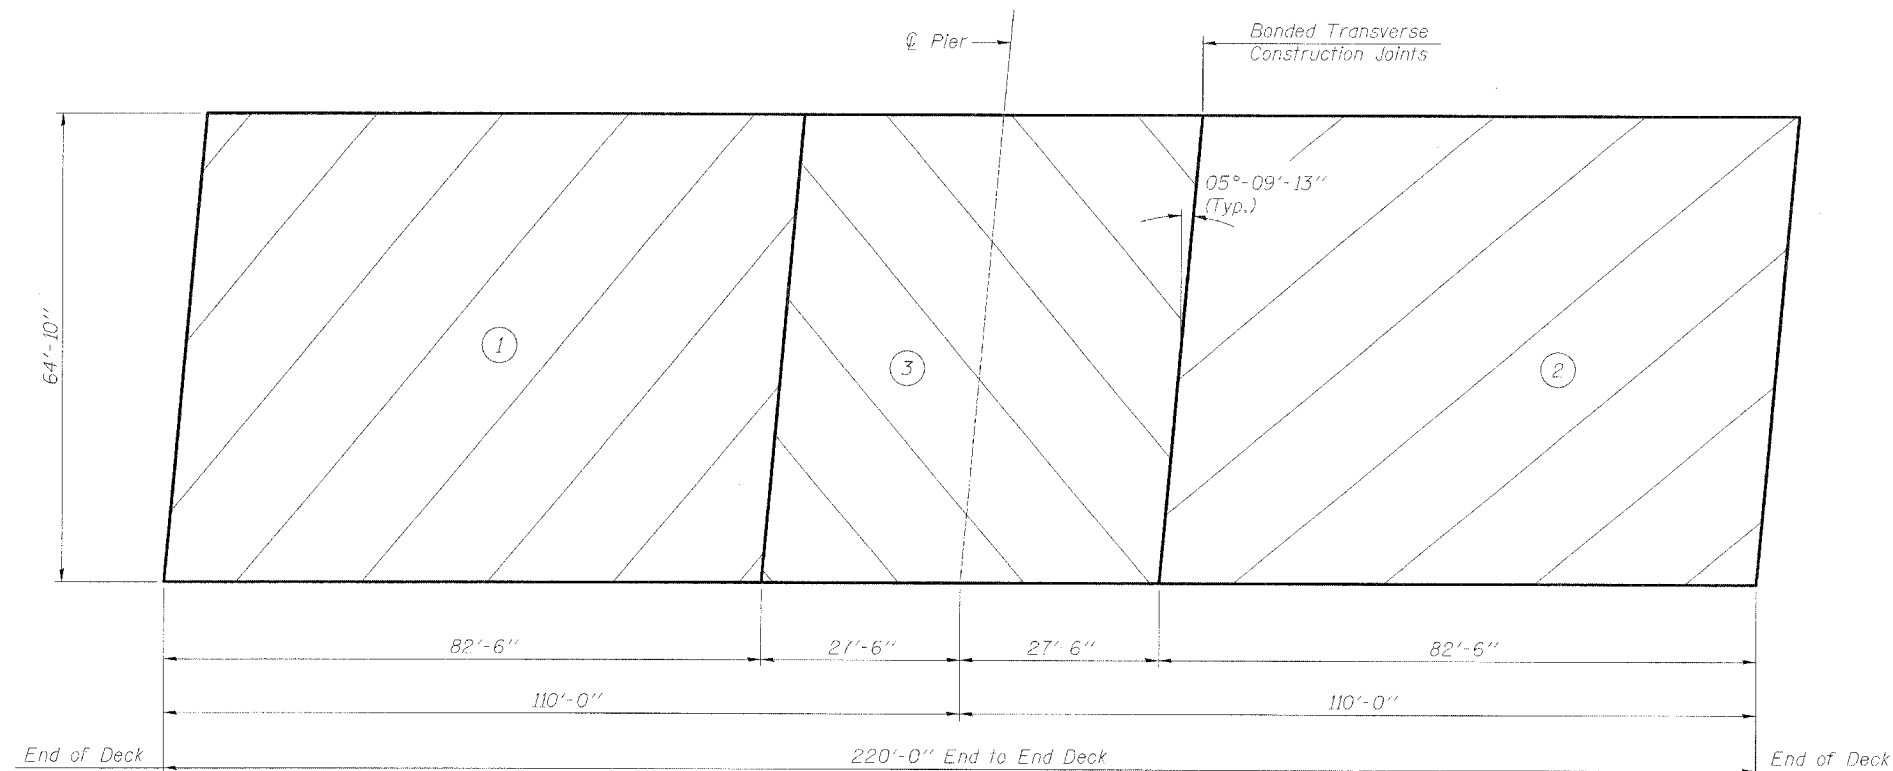 ℄ Pier
Bonded Transverse
Construction Joints
05°-09'-13"
(Typ.)
64'-10"
1
3
2
82'-6"
27'-6"
27'-6"
82'-6"
110'-0"
110'-0"
End of Deck
220'-0" End to End Deck
End of Deck